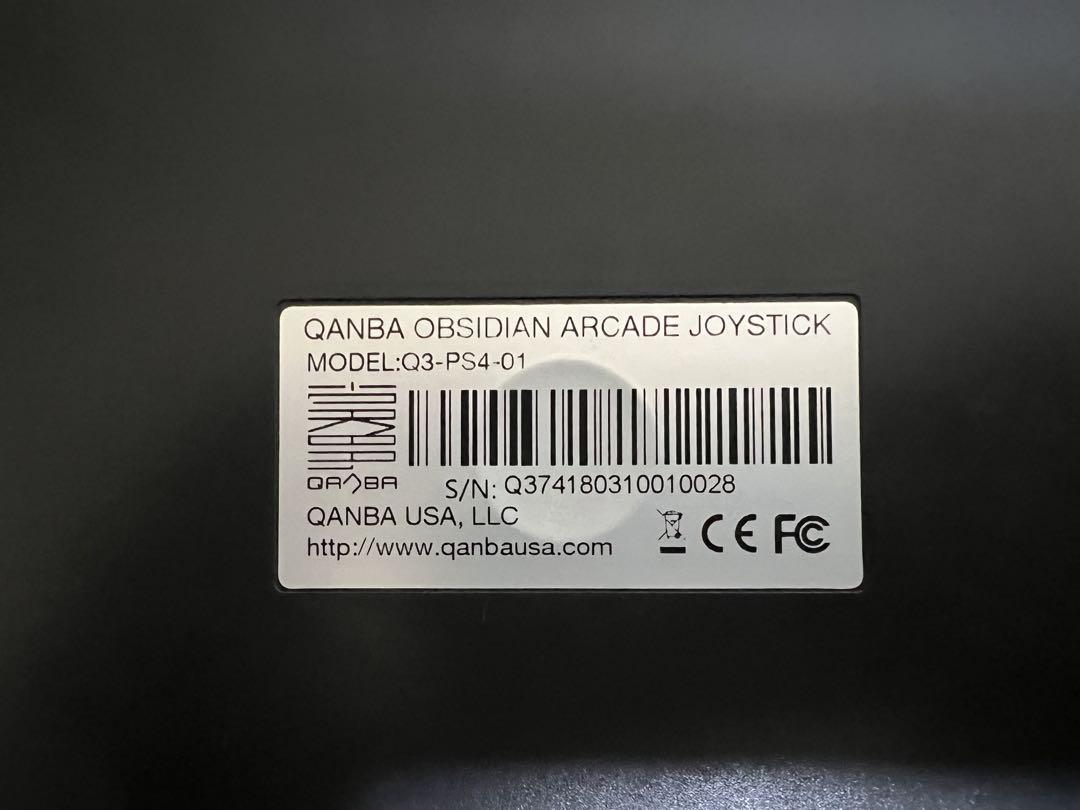 QANBA OBSIDIAN ARCADE JOYSTICK
MODEL:Q3-PS4-01
QANBA
S/N: Q374180310010028
QANBA USA, LLC
http://www.qanbausa.com
CE FC